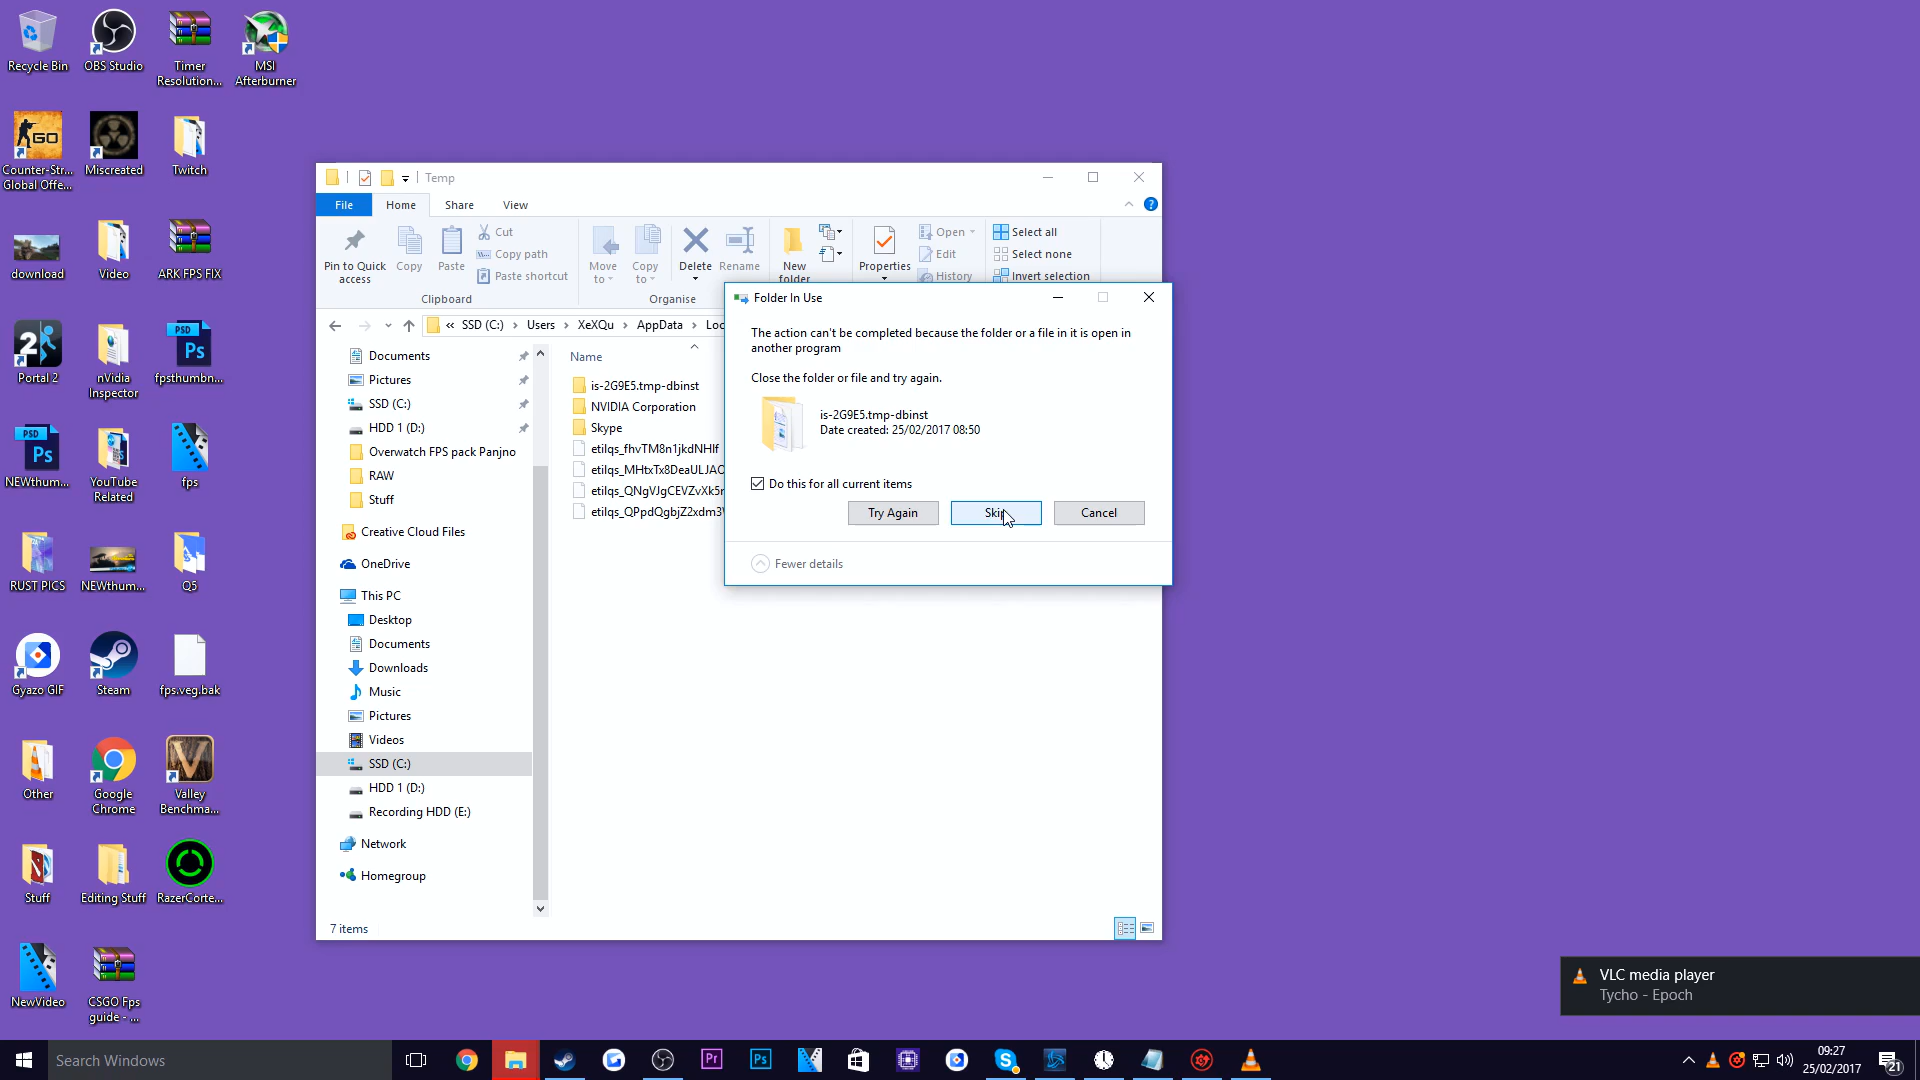 Recycle Bin
OBS Studio
Timer
Resolution...
MSI
Afterburner
Counter-Str...
Global Offe...
Miscreated
Twitch
download
Video
ARK FPS FIX
Portal 2
nVidia
Inspector
fpsthumbn...
NEWthum...
YouTube
Related
fps
RUST PICS
NEWthum...
Q5
Gyazo GIF
Steam
fps.veg.bak
Other
Google
Chrome
Valley
Benchma...
Stuff
Editing Stuff
RazerCorte...
NewVideo
CSGO Fps
guide - ...
Temp
File
Home
Share
View
Pin to Quick
access
Copy
Paste
Cut
Copy path
Paste shortcut
Clipboard
Move
to
Copy
to
Delete
Rename
Organise
New
folder
Properties
Open
Edit
History
Select all
Select none
Invert selection
« SSD (C:) › Users › XeXQu › AppData › Loc
Documents
Pictures
SSD (C:)
HDD 1 (D:)
Overwatch FPS pack Panjno
RAW
Stuff
Creative Cloud Files
OneDrive
This PC
Desktop
Documents
Downloads
Music
Pictures
Videos
SSD (C:)
HDD 1 (D:)
Recording HDD (E:)
Network
Homegroup
Name
is-2G9E5.tmp-dbinst
NVIDIA Corporation
Skype
etilqs_fhvTM8n1jkdNHIf
etilqs_MHtxTx8DeaULJAO
etilqs_QNgVJgCEVZvXk5r
etilqs_QPpdQgbjZ2xdm3
7 items
Folder In Use
The action can't be completed because the folder or a file in it is open in
another program
Close the folder or file and try again.
is-2G9E5.tmp-dbinst
Date created: 25/02/2017 08:50
Do this for all current items
Try Again
Skip
Cancel
Fewer details
VLC media player
Tycho - Epoch
Search Windows
09:27
25/02/2017
21